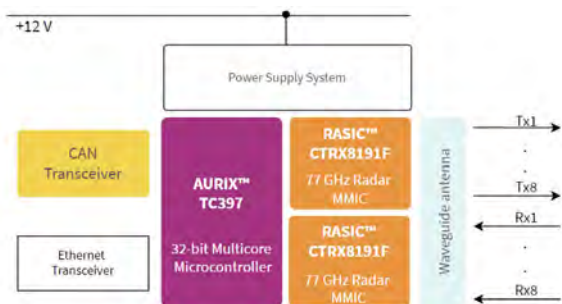 +12 V
Power Supply System
CAN
Transceiver
Ethernet
Transceiver
AURIX™
TC397
32-bit Multicore
Microcontroller
RASIC™
CTRX8191F
77 GHz Radar
MMIC
RASIC™
CTRX8191F
77 GHz Radar
MMIC
Waveguide antenna
Tx1
.
.
Tx8
Rx1
.
.
Rx8